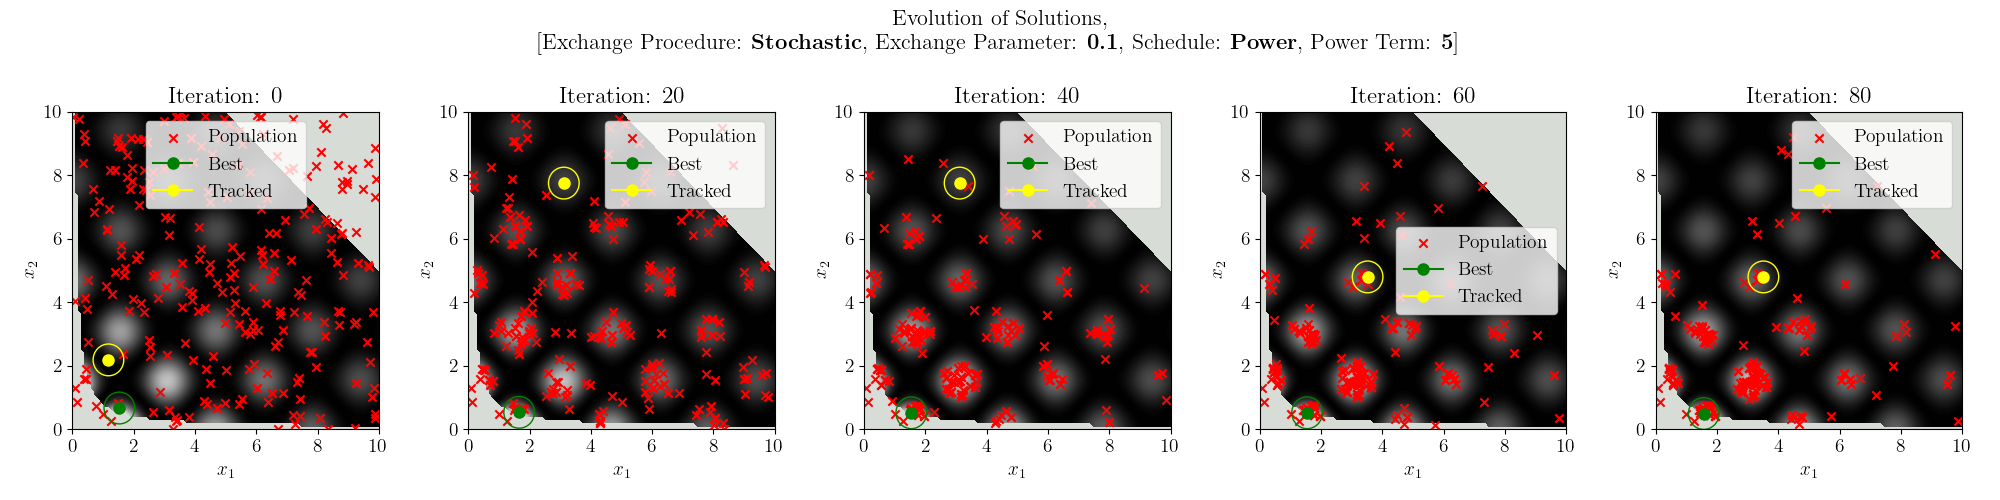 Evolution of Solutions,
[Exchange Procedure: Stochastic, Exchange Parameter: 0.1, Schedule: Power, Power Term: 5]
Iteration: 0
Population
Best
Tracked
10
8
6
4
2
0
x2
0 2 4 6 8 10
x1
Iteration: 20
Population
Best
Tracked
10
8
6
4
2
0
x2
0 2 4 6 8 10
x1
Iteration: 40
Population
Best
Tracked
10
8
6
4
2
0
x2
0 2 4 6 8 10
x1
Iteration: 60
Population
Best
Tracked
10
8
6
4
2
0
x2
0 2 4 6 8 10
x1
Iteration: 80
Population
Best
Tracked
10
8
6
4
2
0
x2
0 2 4 6 8 10
x1